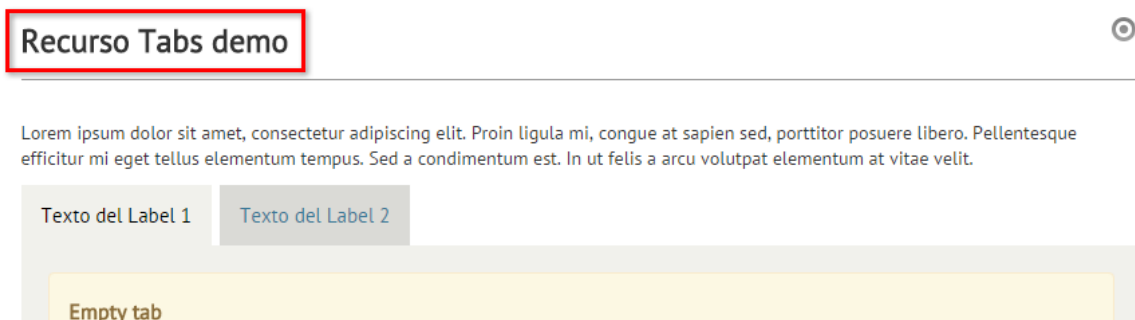 Recurso Tabs demo
Lorem ipsum dolor sit amet, consectetur adipiscing elit. Proin ligula mi, congue at sapien sed, porttitor posuere libero. Pellentesque
efficitur mi eget tellus elementum tempus. Sed a condimentum est. In ut felis a arcu volutpat elementum at vitae velit.
Texto del Label 1 Texto del Label 2
Empty tab